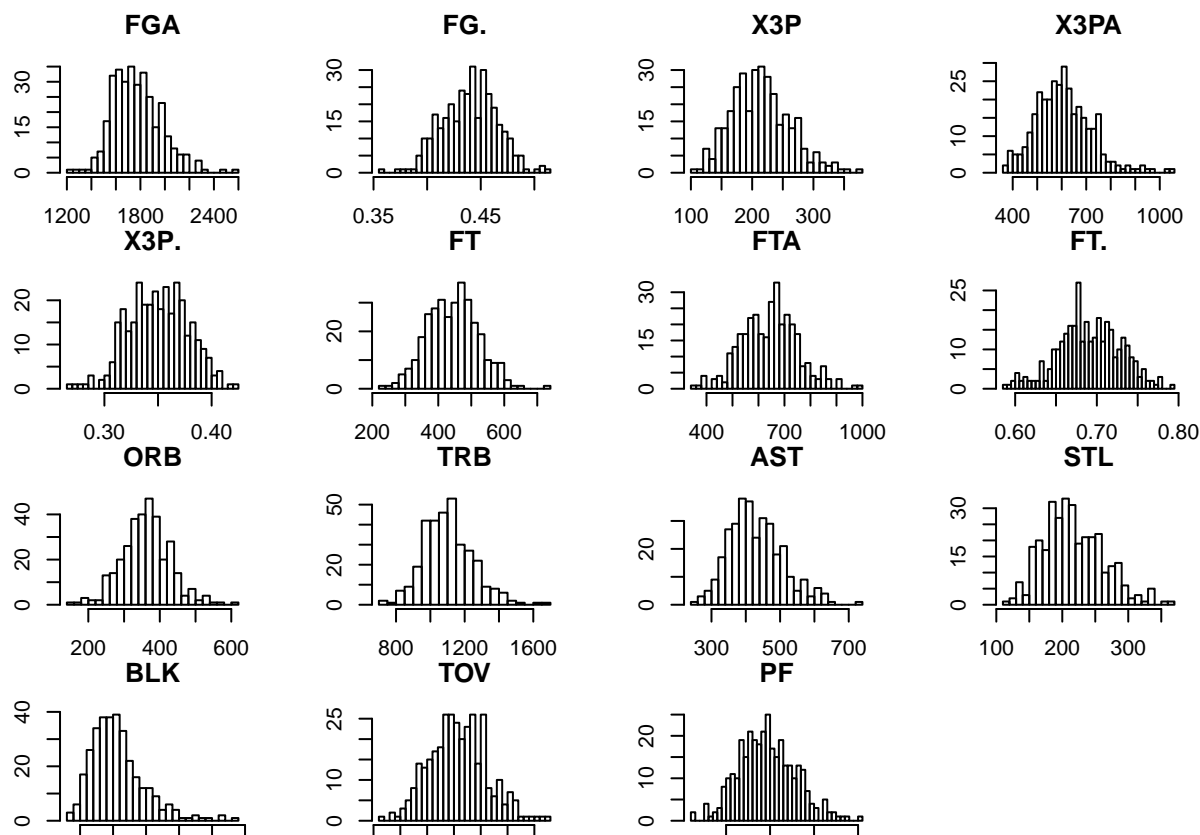 FGA FG. X3P X3PA
0 15 30 0 15 30 0 15 30 0 10 25
1200 1800 2400 0.35 0.45 100 200 300 400 700 1000
X3P. FT FTA FT.
0 10 20 0 20 0 15 30 0 10 25
0.30 0.40 200 400 600 400 700 1000 0.60 0.70 0.80
ORB TRB AST STL
0 20 40 0 20 50 0 20 0 15 30
200 400 600 800 1200 1600 300 500 700 100 200 300
BLK TOV PF
0 20 40 0 10 25 0 10 20